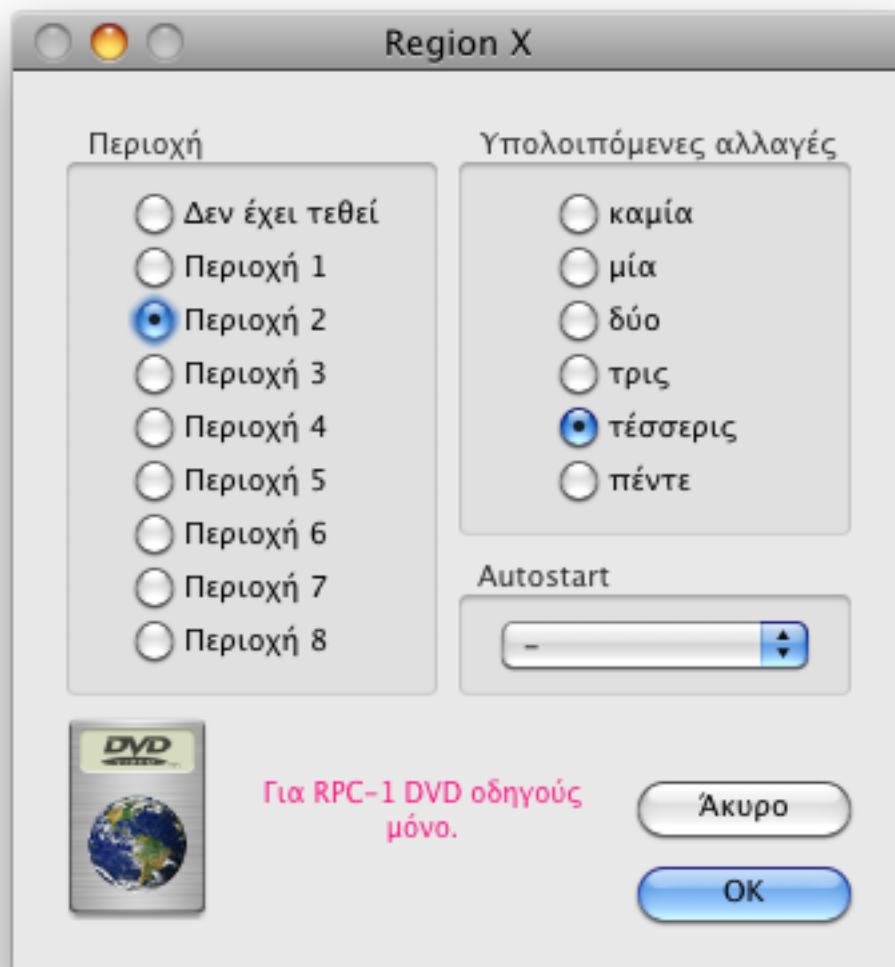 Region X
Περιοχή
Δεν έχει τεθεί
Περιοχή 1
Περιοχή 2
Περιοχή 3
Περιοχή 4
Περιοχή 5
Περιοχή 6
Περιοχή 7
Περιοχή 8
Υπολοιπόμενες αλλαγές
καμία
μία
δύο
τρις
τέσσερις
πέντε
Autostart
–
DVD
VIDEO
Για RPC–1 DVD οδηγούς
μόνο.
Άκυρο
OK